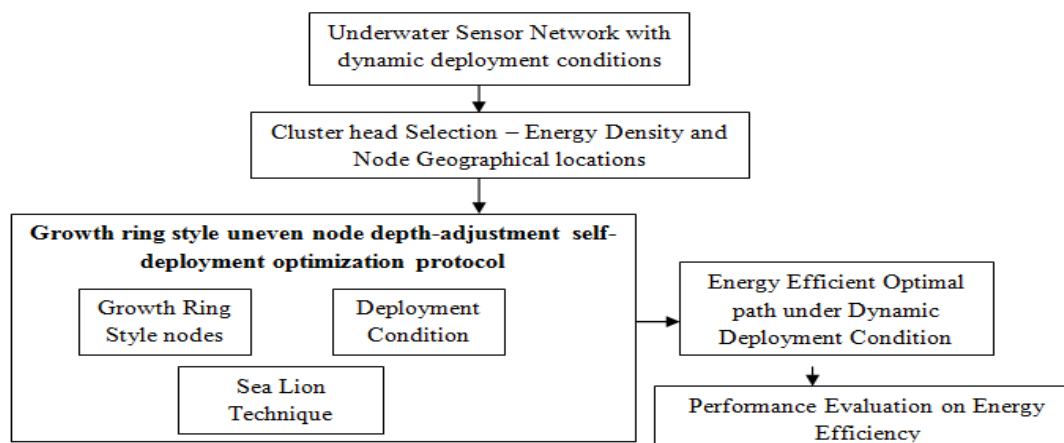 Underwater Sensor Network with
dynamic deployment conditions
Cluster head Selection – Energy Density and
Node Geographical locations
Growth ring style uneven node depth-adjustment self-
deployment optimization protocol
Growth Ring
Style nodes
Deployment
Condition
Sea Lion
Technique
Energy Efficient Optimal
path under Dynamic
Deployment Condition
Performance Evaluation on Energy
Efficiency